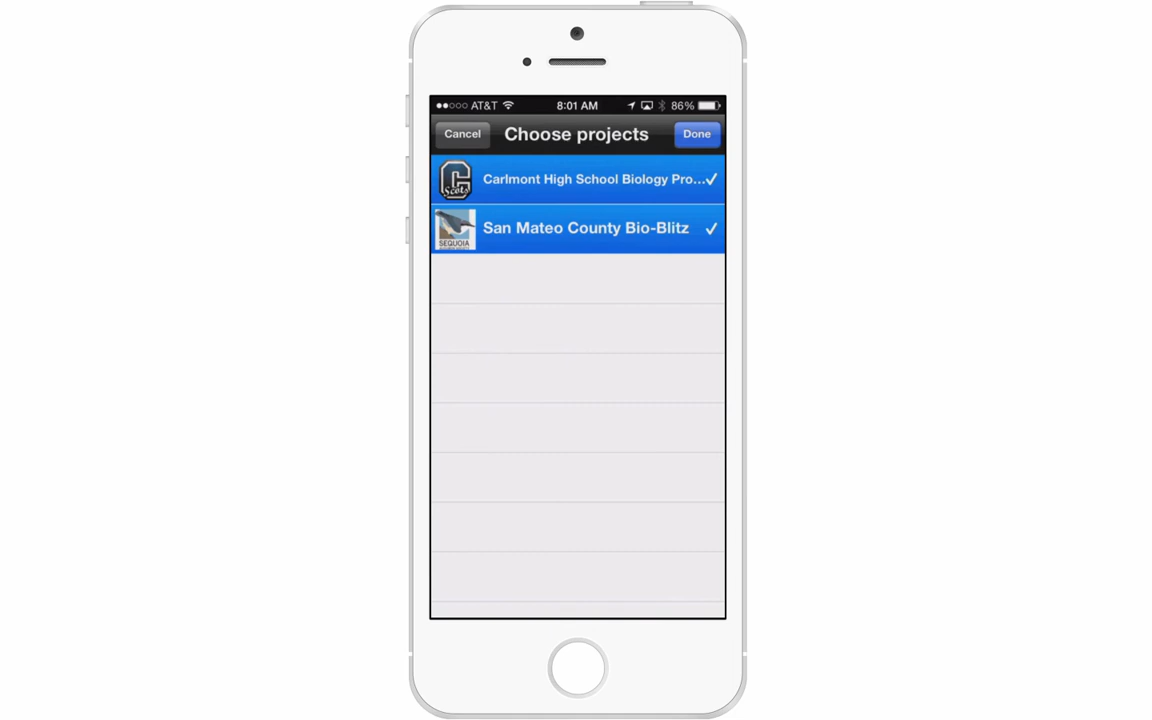 AT&T 8:01 AM 86%
Cancel Choose projects Done
C Scots Carlmont High School Biology Pro...
San Mateo County Bio-Blitz
SEQUOIA